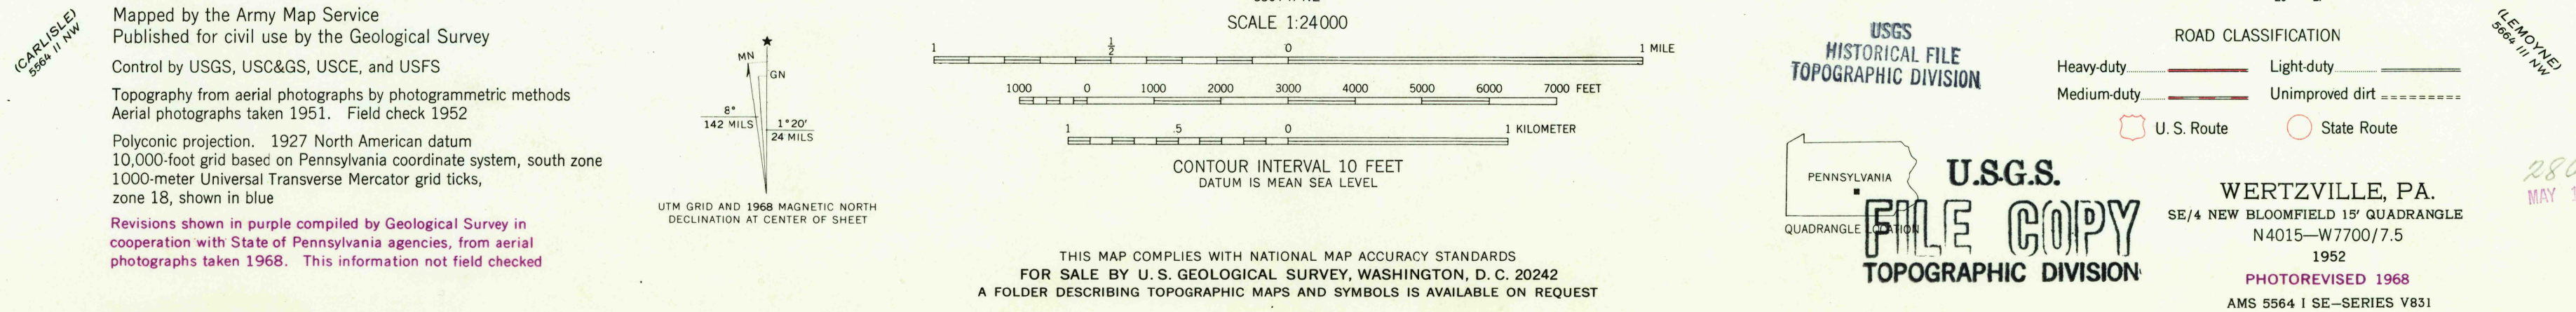 (CARLISLE)
5564 II NW
Mapped by the Army Map Service
Published for civil use by the Geological Survey
Control by USGS, USC&GS, USCE, and USFS
Topography from aerial photographs by photogrammetric methods
Aerial photographs taken 1951. Field check 1952
Polyconic projection. 1927 North American datum
10,000-foot grid based on Pennsylvania coordinate system, south zone
1000-meter Universal Transverse Mercator grid ticks,
zone 18, shown in blue
Revisions shown in purple compiled by Geological Survey in
cooperation with State of Pennsylvania agencies, from aerial
photographs taken 1968. This information not field checked
MN
GN
8°
142 MILS
1°20′
24 MILS
UTM GRID AND 1968 MAGNETIC NORTH
DECLINATION AT CENTER OF SHEET
SCALE 1:24000
1 ½ 0 1 MILE
1000 0 1000 2000 3000 4000 5000 6000 7000 FEET
1 .5 0 1 KILOMETER
CONTOUR INTERVAL 10 FEET
DATUM IS MEAN SEA LEVEL
THIS MAP COMPLIES WITH NATIONAL MAP ACCURACY STANDARDS
FOR SALE BY U. S. GEOLOGICAL SURVEY, WASHINGTON, D. C. 20242
A FOLDER DESCRIBING TOPOGRAPHIC MAPS AND SYMBOLS IS AVAILABLE ON REQUEST
USGS
HISTORICAL FILE
TOPOGRAPHIC DIVISION
PENNSYLVANIA
QUADRANGLE LOCATION
U.S.G.S.
FILE COPY
TOPOGRAPHIC DIVISION
ROAD CLASSIFICATION
Heavy-duty Light-duty
Medium-duty Unimproved dirt
U. S. Route State Route
(LEMOYNE)
5664 III NW
WERTZVILLE, PA.
SE/4 NEW BLOOMFIELD 15′ QUADRANGLE
N4015—W7700/7.5
1952
PHOTOREVISED 1968
AMS 5564 I SE—SERIES V831
MAY